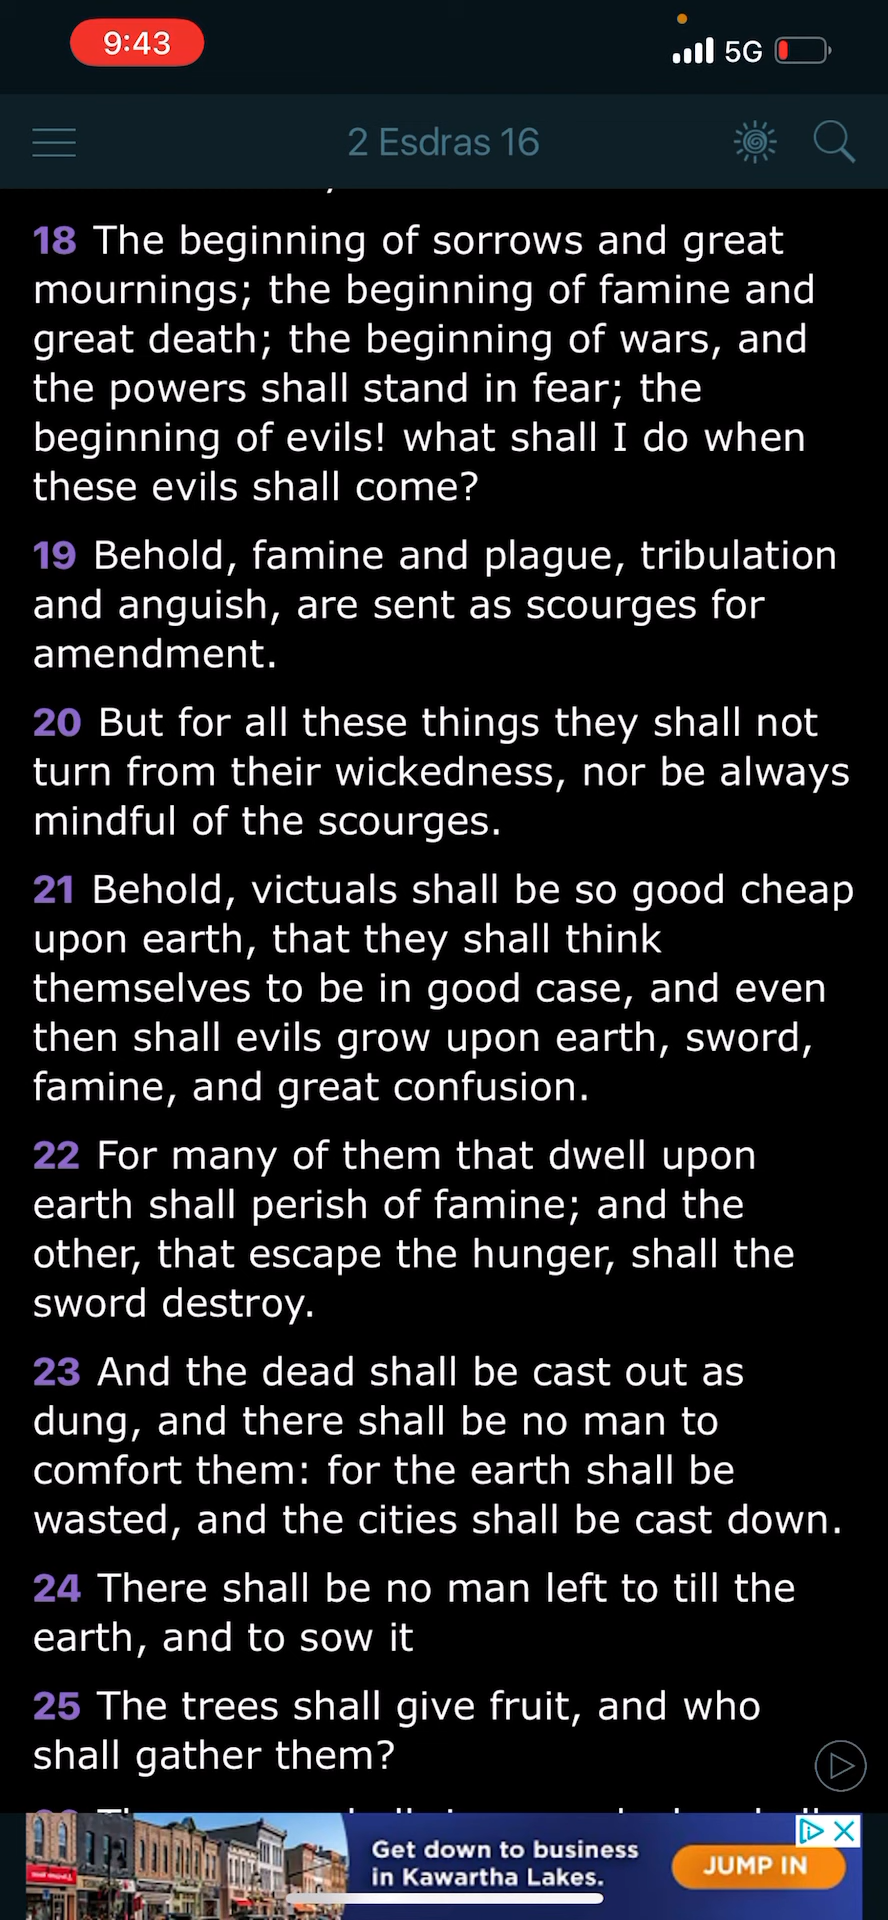 9:43
5G
2 Esdras 16
18 The beginning of sorrows and great
mournings; the beginning of famine and
great death; the beginning of wars, and
the powers shall stand in fear; the
beginning of evils! what shall I do when
these evils shall come?
19 Behold, famine and plague, tribulation
and anguish, are sent as scourges for
amendment.
20 But for all these things they shall not
turn from their wickedness, nor be always
mindful of the scourges.
21 Behold, victuals shall be so good cheap
upon earth, that they shall think
themselves to be in good case, and even
then shall evils grow upon earth, sword,
famine, and great confusion.
22 For many of them that dwell upon
earth shall perish of famine; and the
other, that escape the hunger, shall the
sword destroy.
23 And the dead shall be cast out as
dung, and there shall be no man to
comfort them: for the earth shall be
wasted, and the cities shall be cast down.
24 There shall be no man left to till the
earth, and to sow it
25 The trees shall give fruit, and who
shall gather them?
Get down to business
in Kawartha Lakes.
JUMP IN